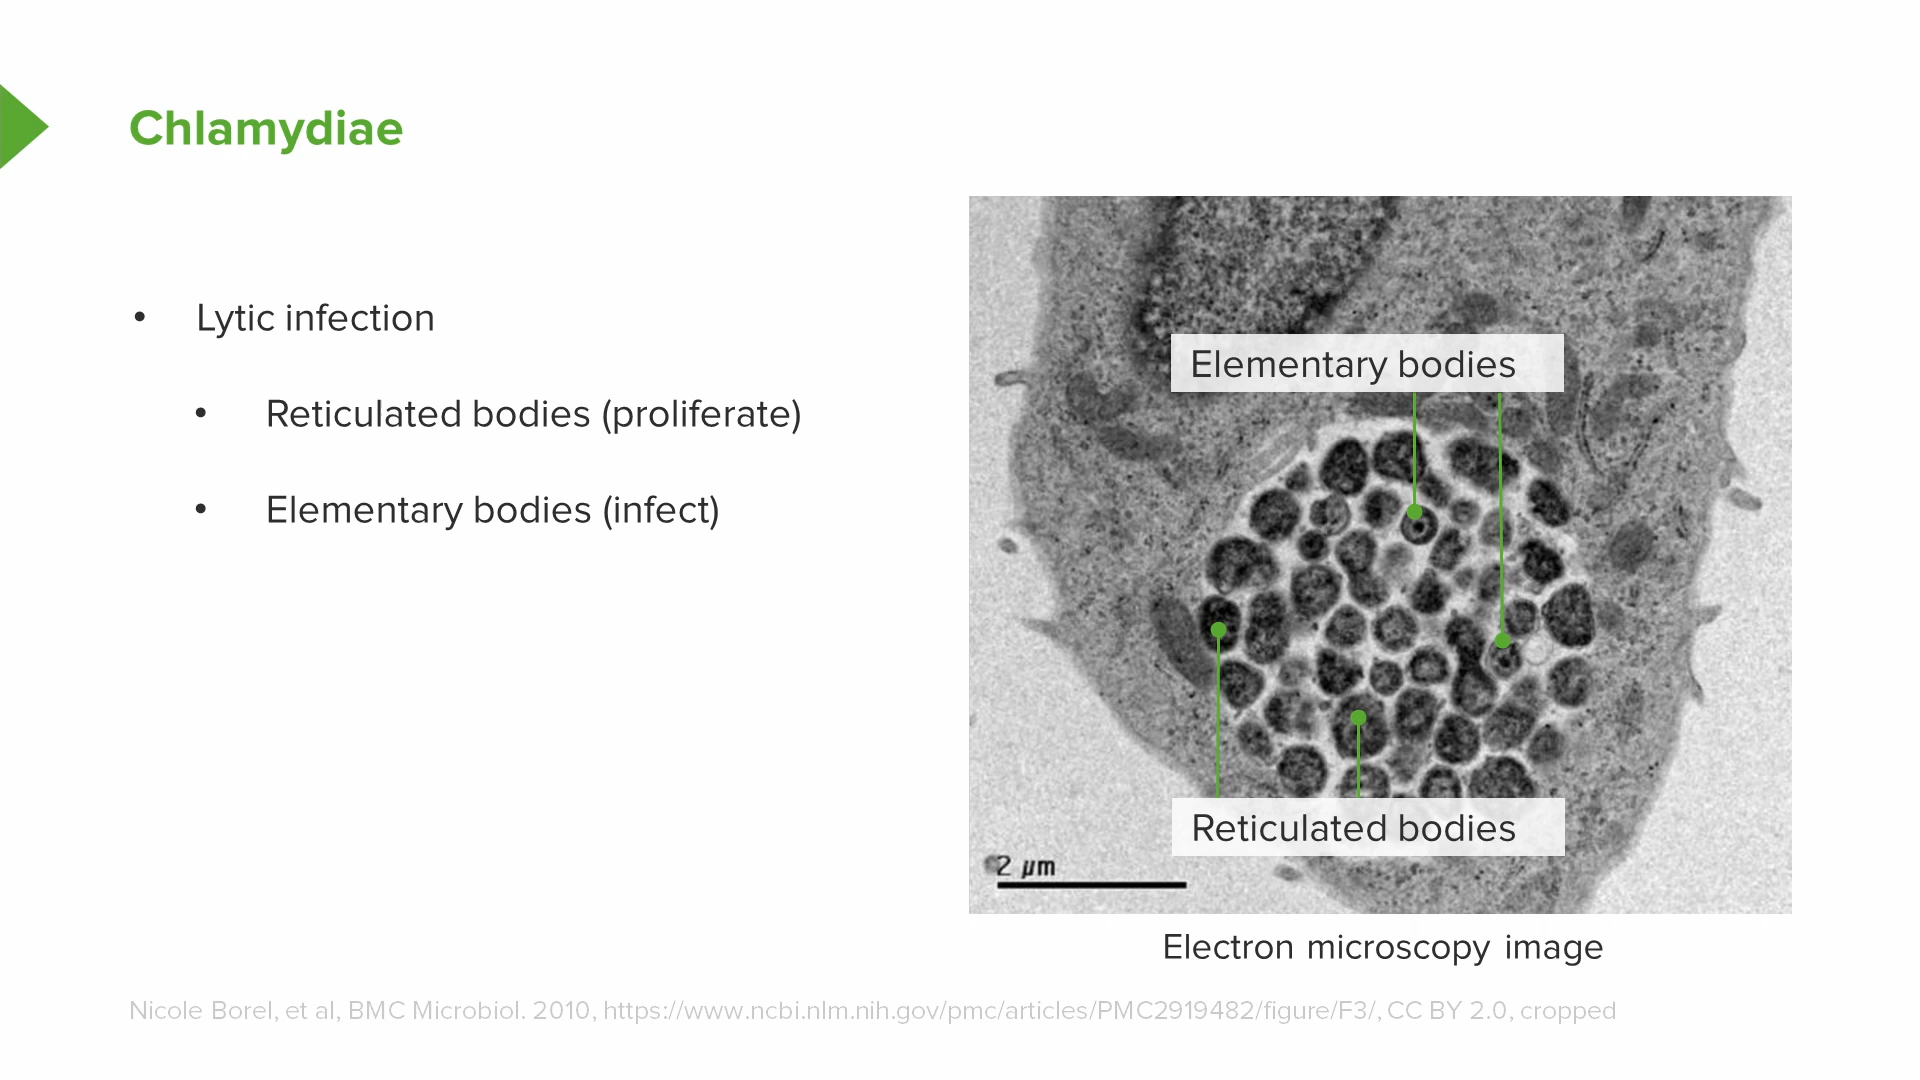 Chlamydiae
• Lytic infection
• Reticulated bodies (proliferate)
• Elementary bodies (infect)
Elementary bodies
Reticulated bodies
2 µm
Electron microscopy image
Nicole Borel, et al, BMC Microbiol. 2010, https://www.ncbi.nlm.nih.gov/pmc/articles/PMC2919482/figure/F3/, CC BY 2.0, cropped